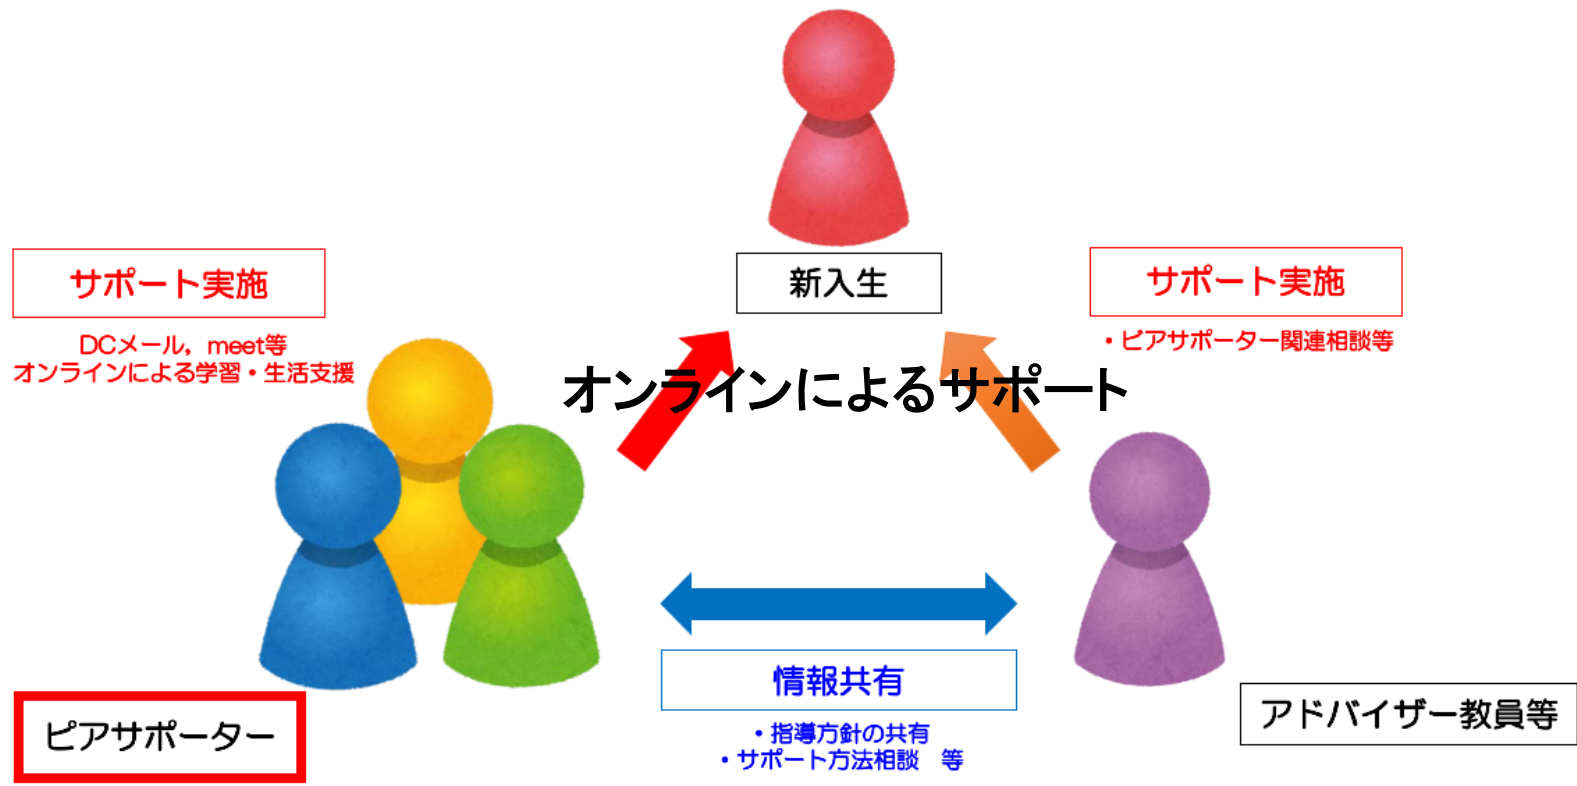 新入生
サポート実施
DCメール，meet等
オンラインによる学習・生活支援
サポート実施
・ピアサポーター関連相談等
オンラインによるサポート
情報共有
・指導方針の共有
・サポート方法相談　等
ピアサポーター
アドバイザー教員等